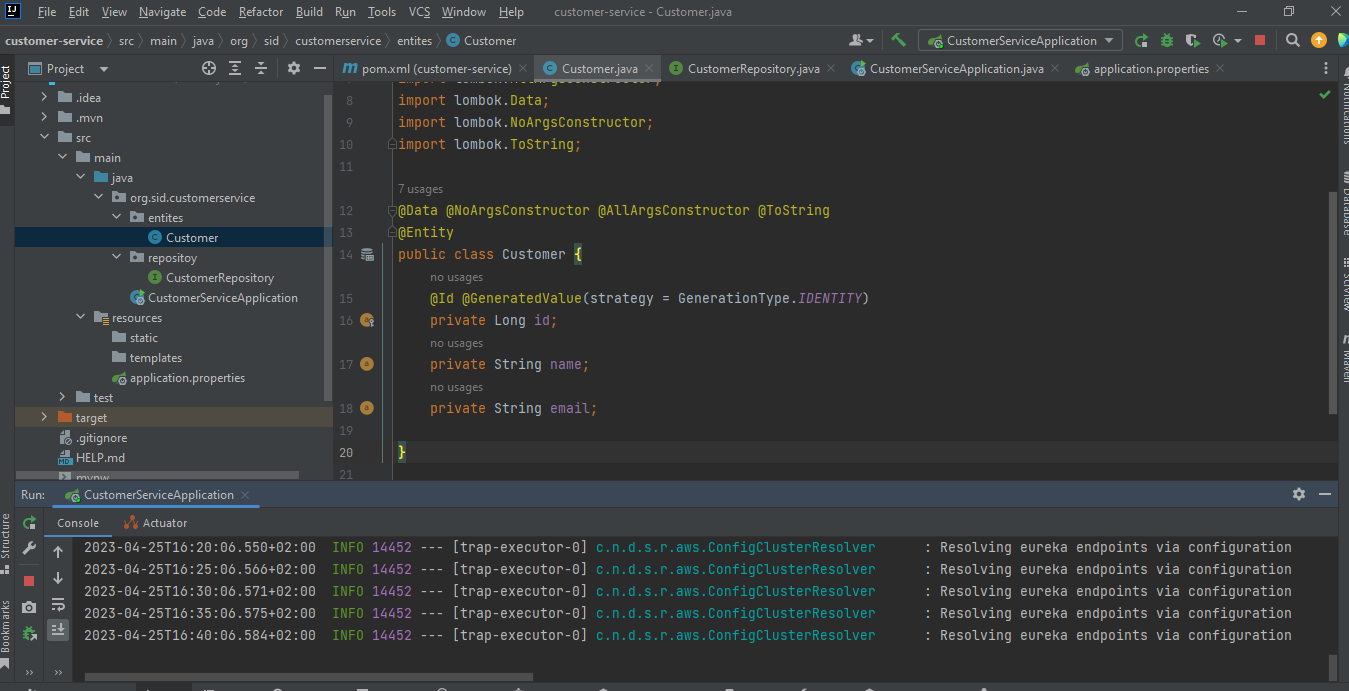 File Edit View Navigate Code Refactor Build Run Tools VCS Window Help customer-service - Customer.java
customer-service src main java org sid customerservice entites Customer
CustomerServiceApplication
Project
pom.xml (customer-service) Customer.java CustomerRepository.java CustomerServiceApplication.java application.properties
Project
Notifications
Database
SciView
Maven
.idea
.mvn
src
main
java
org.sid.customerservice
entites
Customer
repositoy
CustomerRepository
CustomerServiceApplication
resources
static
templates
application.properties
test
target
.gitignore
HELP.md
mvnw
8 import lombok.Data;
9 import lombok.NoArgsConstructor;
10 import lombok.ToString;
11
7 usages
12 @Data @NoArgsConstructor @AllArgsConstructor @ToString
13 @Entity
14 public class Customer {
no usages
15 @Id @GeneratedValue(strategy = GenerationType.IDENTITY)
16 private Long id;
no usages
17 private String name;
no usages
18 private String email;
19
20 }
21
Run: CustomerServiceApplication
Console Actuator
Structure
Bookmarks
2023-04-25T16:20:06.550+02:00 INFO 14452 --- [trap-executor-0] c.n.d.s.r.aws.ConfigClusterResolver : Resolving eureka endpoints via configuration
2023-04-25T16:25:05.566+02:00 INFO 14452 --- [trap-executor-0] c.n.d.s.r.aws.ConfigClusterResolver : Resolving eureka endpoints via configuration
2023-04-25T16:30:06.571+02:00 INFO 14452 --- [trap-executor-0] c.n.d.s.r.aws.ConfigClusterResolver : Resolving eureka endpoints via configuration
2023-04-25T16:35:06.575+02:00 INFO 14452 --- [trap-executor-0] c.n.d.s.r.aws.ConfigClusterResolver : Resolving eureka endpoints via configuration
2023-04-25T16:40:06.584+02:00 INFO 14452 --- [trap-executor-0] c.n.d.s.r.aws.ConfigClusterResolver : Resolving eureka endpoints via configuration